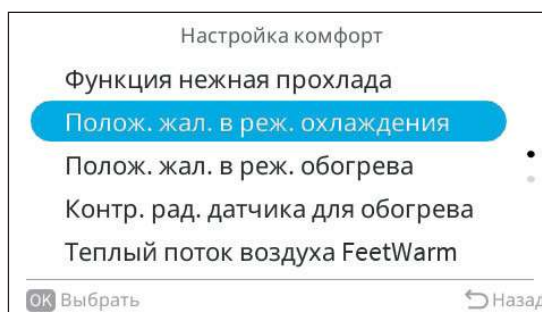 Настройка комфорт
Функция нежная прохлада
Полож. жал. в реж. охлаждения
Полож. жал. в реж. обогрева
Контр. рад. датчика для обогрева
Теплый поток воздуха FeetWarm
OK Выбрать Назад